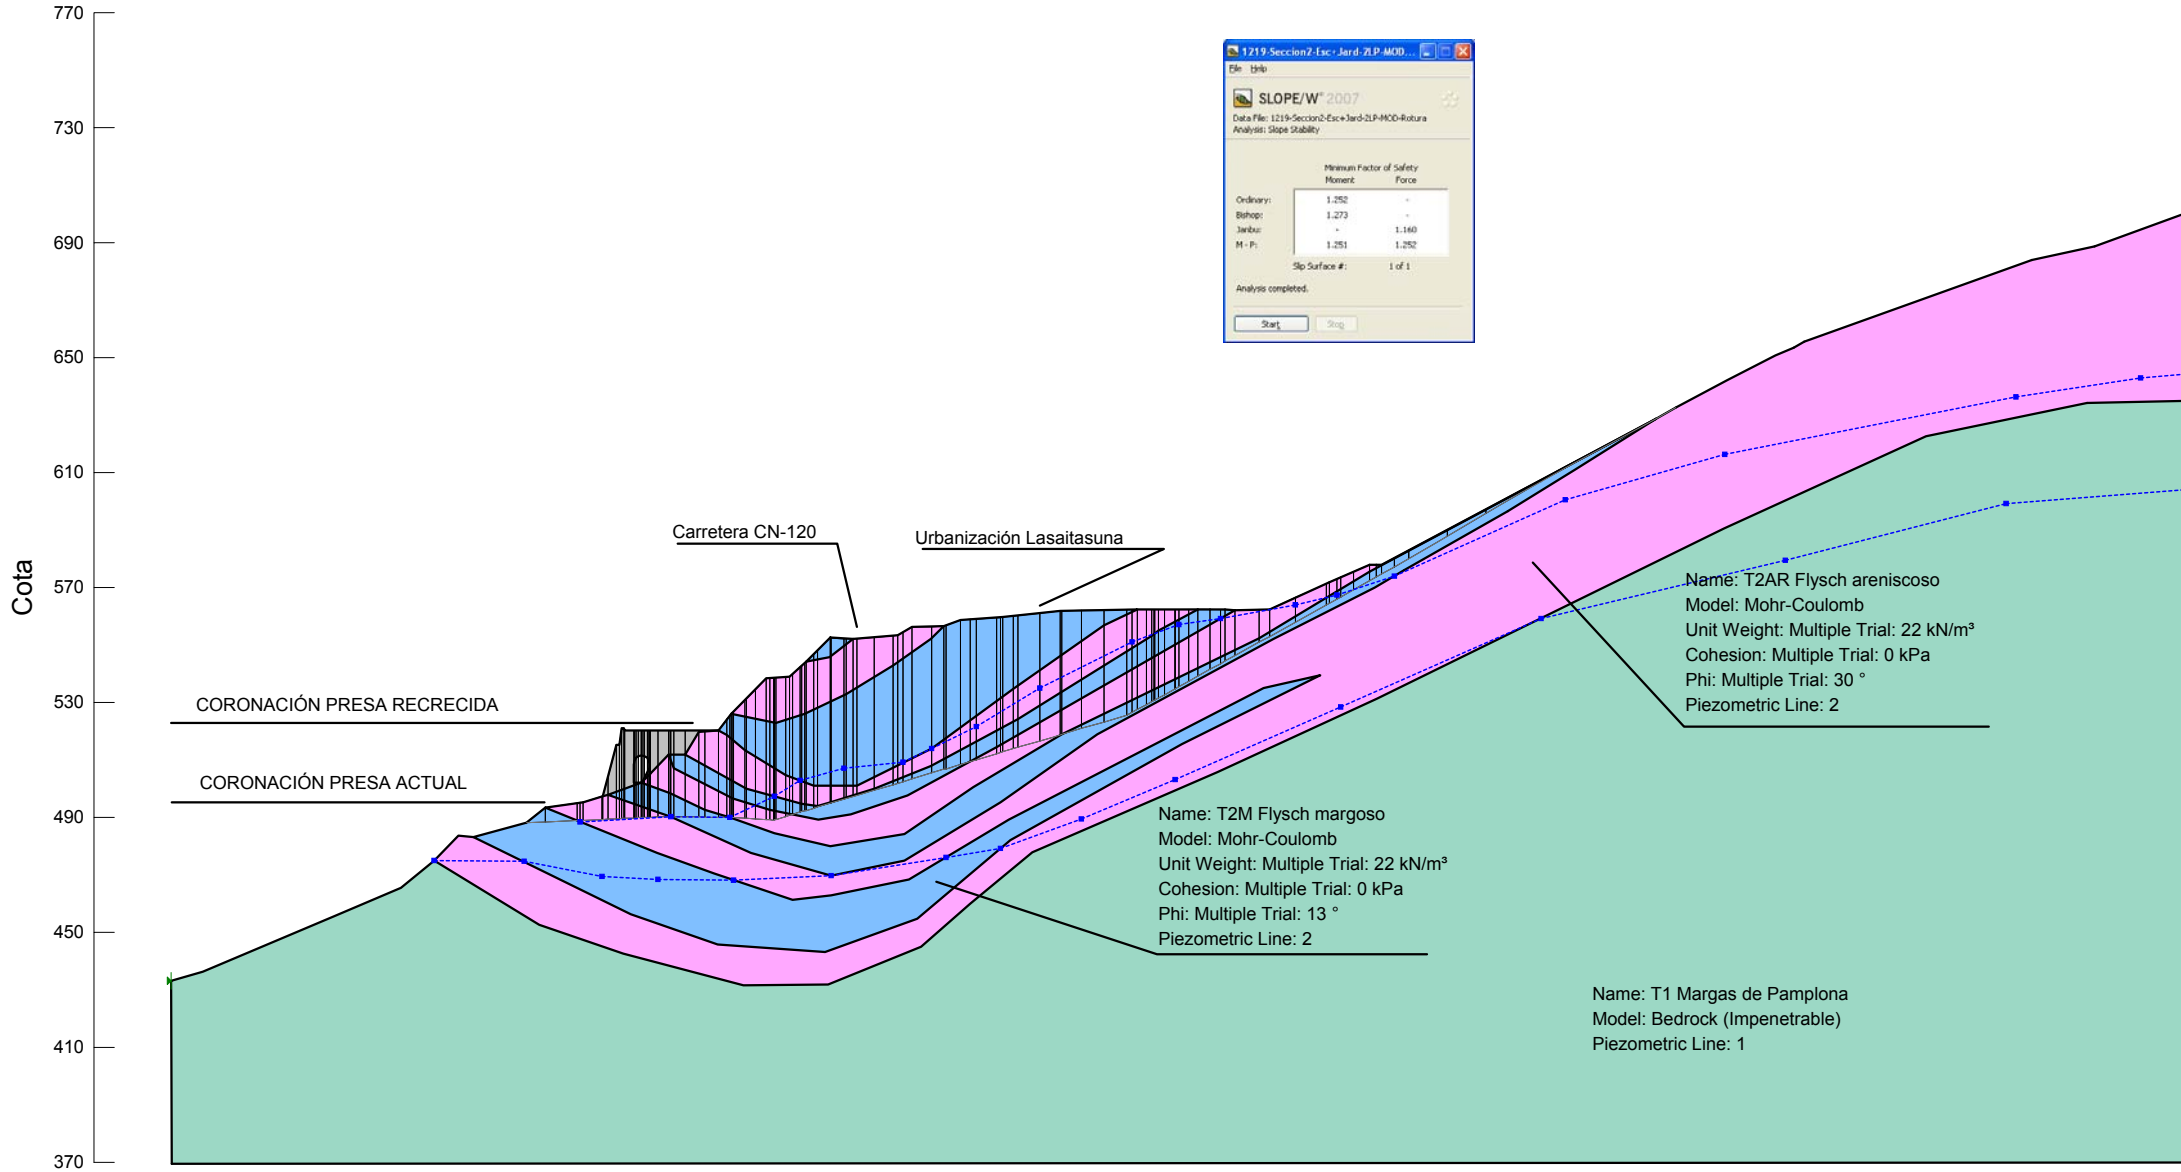 770
730
690
650
610
570
530
490
450
410
370
Cota
1219-Seccion2-Esc+Jard-2LP-MOD...
File Help
SLOPE/W 2007
Data File: 1219-Seccion2-Esc+Jard-2LP-MOD-Rotura
Analysis: Slope Stability
Minimum Factor of Safety
Moment Force
Ordinary: 1.252 -
Bishop: 1.273 -
Janbu: - 1.160
M - P: 1.251 1.252
Slip Surface #: 1 of 1
Analysis completed.
Start Stop
Carretera CN-120
Urbanización Lasaitasuna
CORONACIÓN PRESA RECRECIDA
CORONACIÓN PRESA ACTUAL
Name: T2AR Flysch areniscoso
Model: Mohr-Coulomb
Unit Weight: Multiple Trial: 22 kN/m³
Cohesion: Multiple Trial: 0 kPa
Phi: Multiple Trial: 30 °
Piezometric Line: 2
Name: T2M Flysch margoso
Model: Mohr-Coulomb
Unit Weight: Multiple Trial: 22 kN/m³
Cohesion: Multiple Trial: 0 kPa
Phi: Multiple Trial: 13 °
Piezometric Line: 2
Name: T1 Margas de Pamplona
Model: Bedrock (Impenetrable)
Piezometric Line: 1